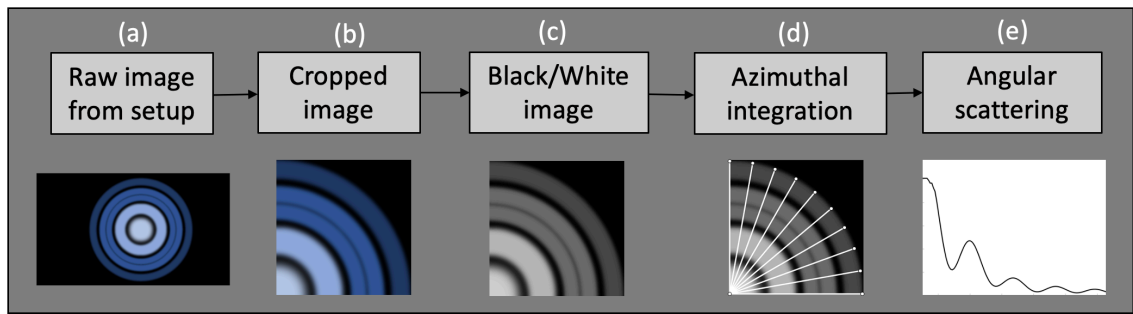 (a)
(b)
(c)
(d)
(e)
Raw image
from setup
Cropped
image
Black/White
image
Azimuthal
integration
Angular
scattering